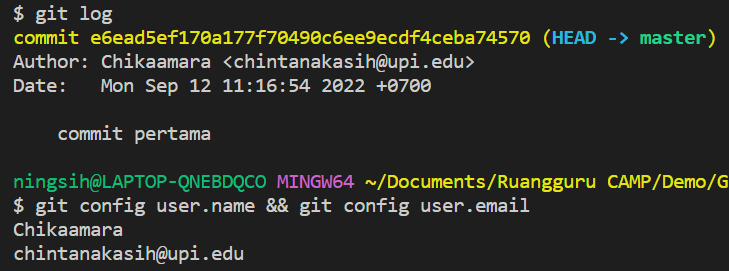 $ git log
commit e6ead5ef170a177f70490c6ee9ecdf4ceba74570 (HEAD -> master)
Author: Chikaamara <chintanakasih@upi.edu>
Date:   Mon Sep 12 11:16:54 2022 +0700
commit pertama
ningsih@LAPTOP-QNEBDQCO MINGW64 ~/Documents/Ruangguru CAMP/Demo/G
$ git config user.name && git config user.email
Chikaamara
chintanakasih@upi.edu